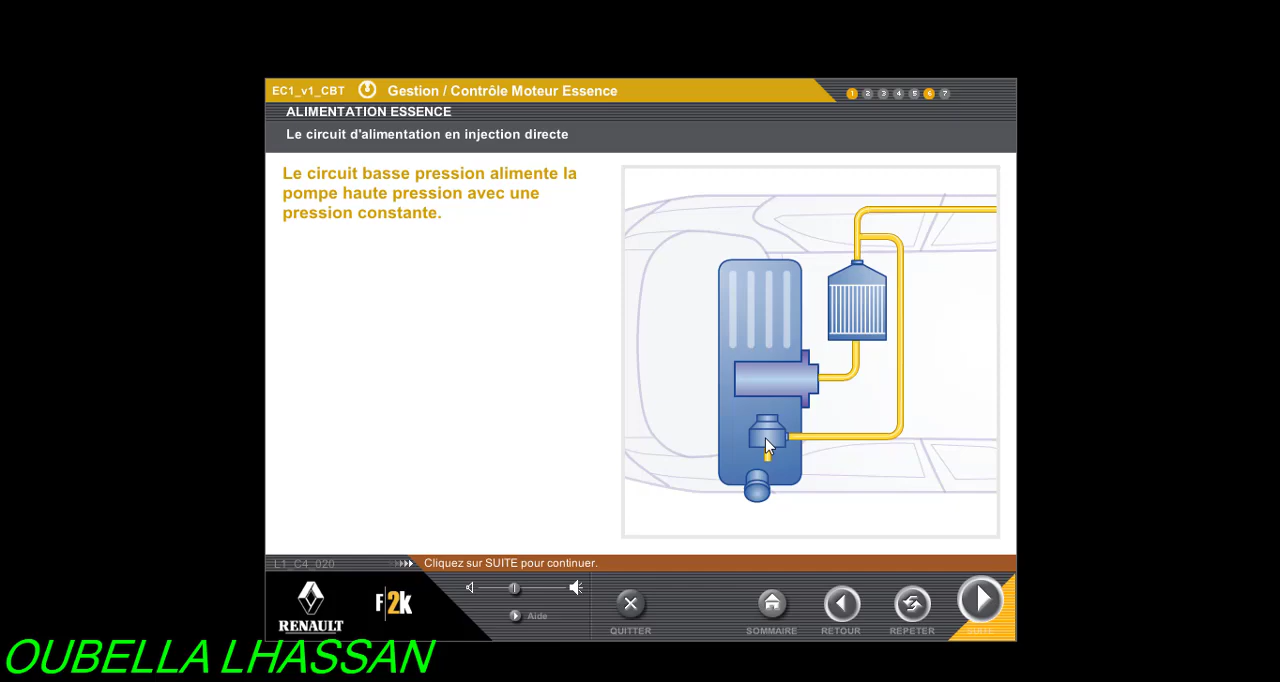 EC1_v1_CBT Gestion / Contrôle Moteur Essence 1 2 3 4 5 6 7
ALIMENTATION ESSENCE
Le circuit d'alimentation en injection directe
Le circuit basse pression alimente la
pompe haute pression avec une
pression constante.
L1_C4_020 Cliquez sur SUITE pour continuer.
F2k
Aide
RENAULT
QUITTER SOMMAIRE RETOUR REPETER SUITE
OUBELLA LHASSAN